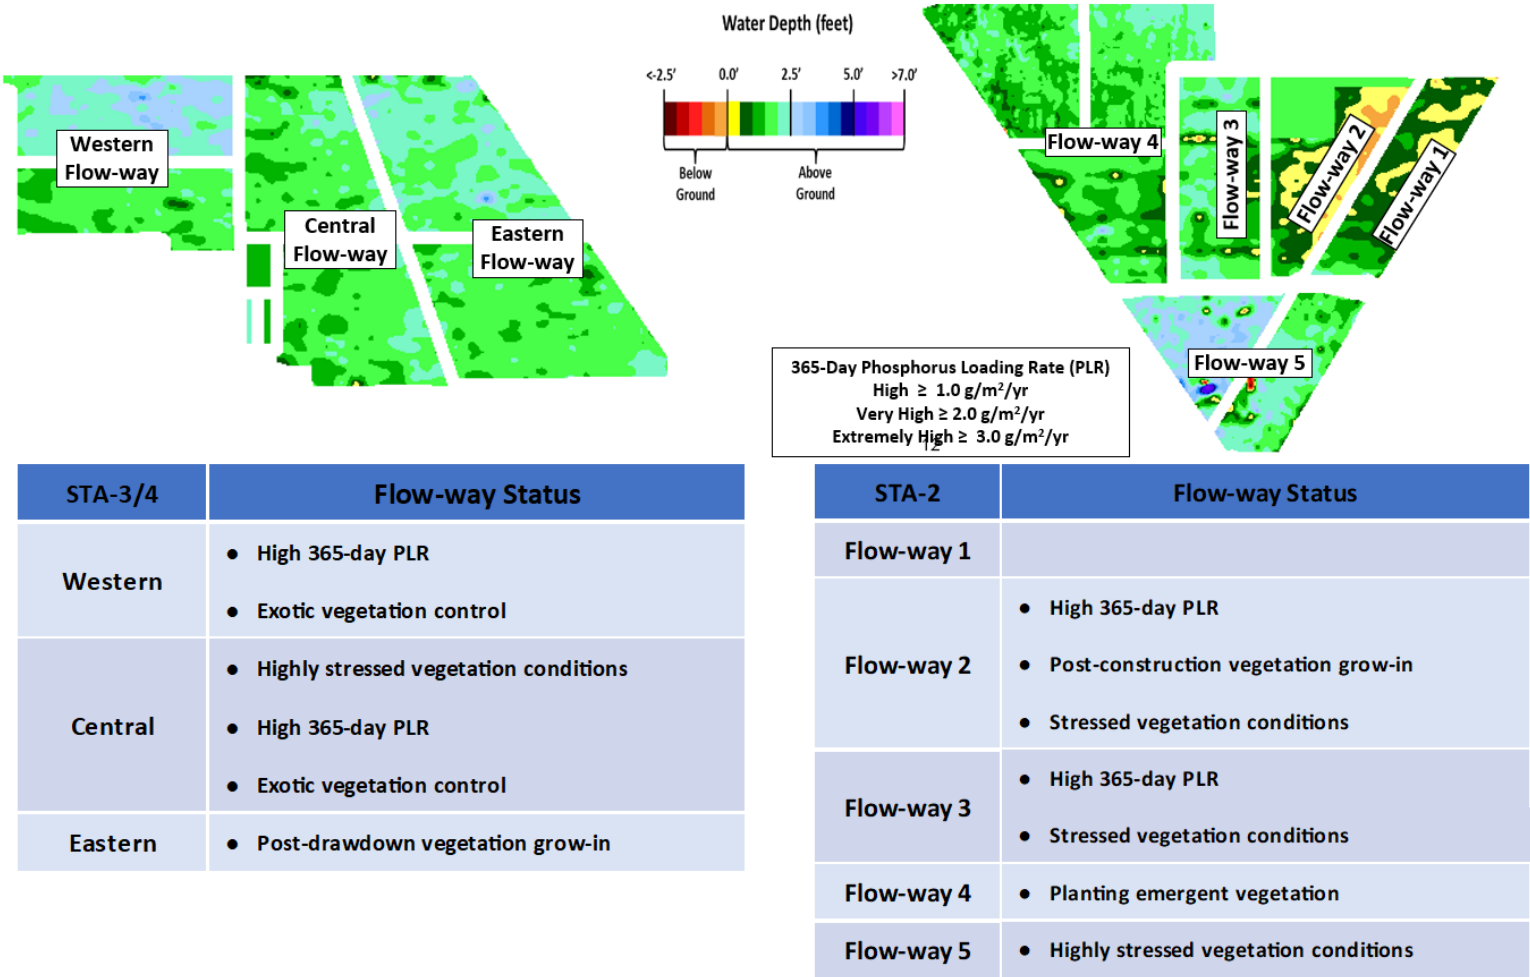 Water Depth (feet)
<-2.5' 0.0' 2.5' 5.0' >7.0'
Below
Ground
Above
Ground
Western
Flow-way
Central
Flow-way
Eastern
Flow-way
Flow-way 4
Flow-way 3
Flow-way 2
Flow-way 1
Flow-way 5
365-Day Phosphorus Loading Rate (PLR)
High ≥ 1.0 g/m²/yr
Very High ≥ 2.0 g/m²/yr
Extremely High ≥ 3.0 g/m²/yr
12
STA-3/4 Flow-way Status
Western
● High 365-day PLR
● Exotic vegetation control
Central
● Highly stressed vegetation conditions
● High 365-day PLR
● Exotic vegetation control
Eastern
● Post-drawdown vegetation grow-in
STA-2 Flow-way Status
Flow-way 1
Flow-way 2
● High 365-day PLR
● Post-construction vegetation grow-in
● Stressed vegetation conditions
Flow-way 3
● High 365-day PLR
● Stressed vegetation conditions
Flow-way 4
● Planting emergent vegetation
Flow-way 5
● Highly stressed vegetation conditions